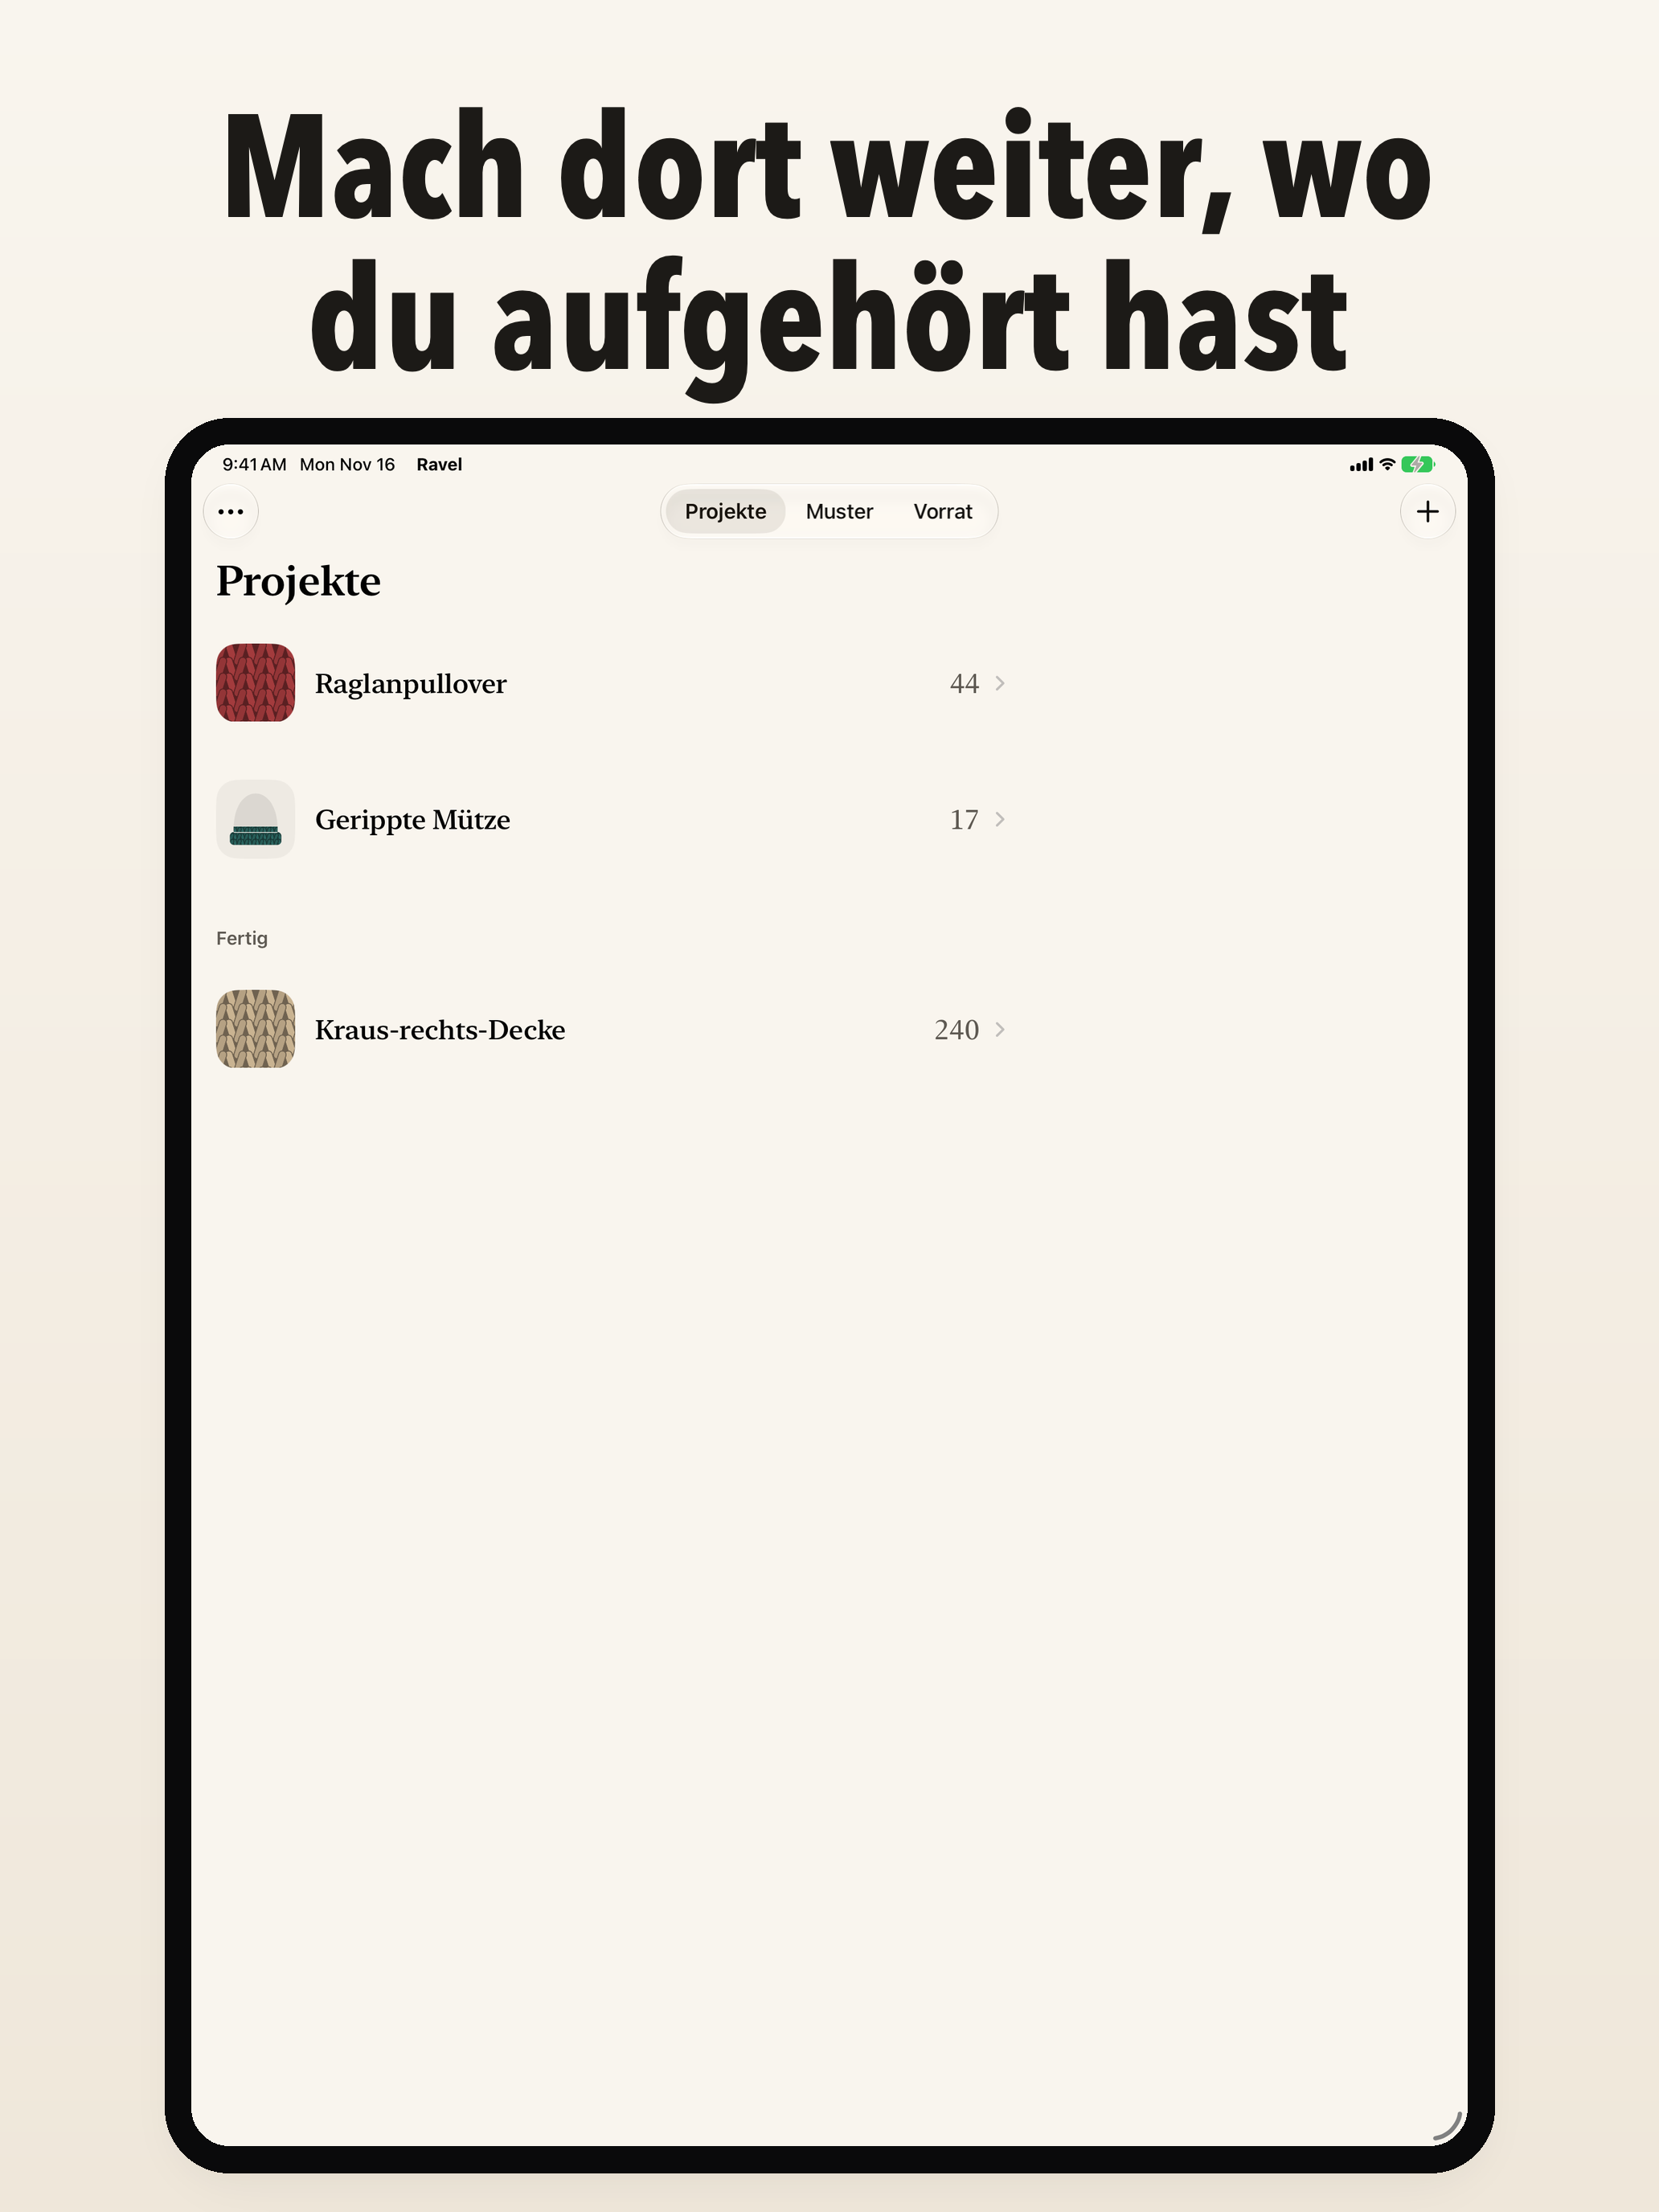 Mach dort weiter, wo
du aufgehört hast
9:41 AM Mon Nov 16 Ravel
Projekte Muster Vorrat
Projekte
Raglanpullover 44
Gerippte Mütze 17
Fertig
Kraus-rechts-Decke 240